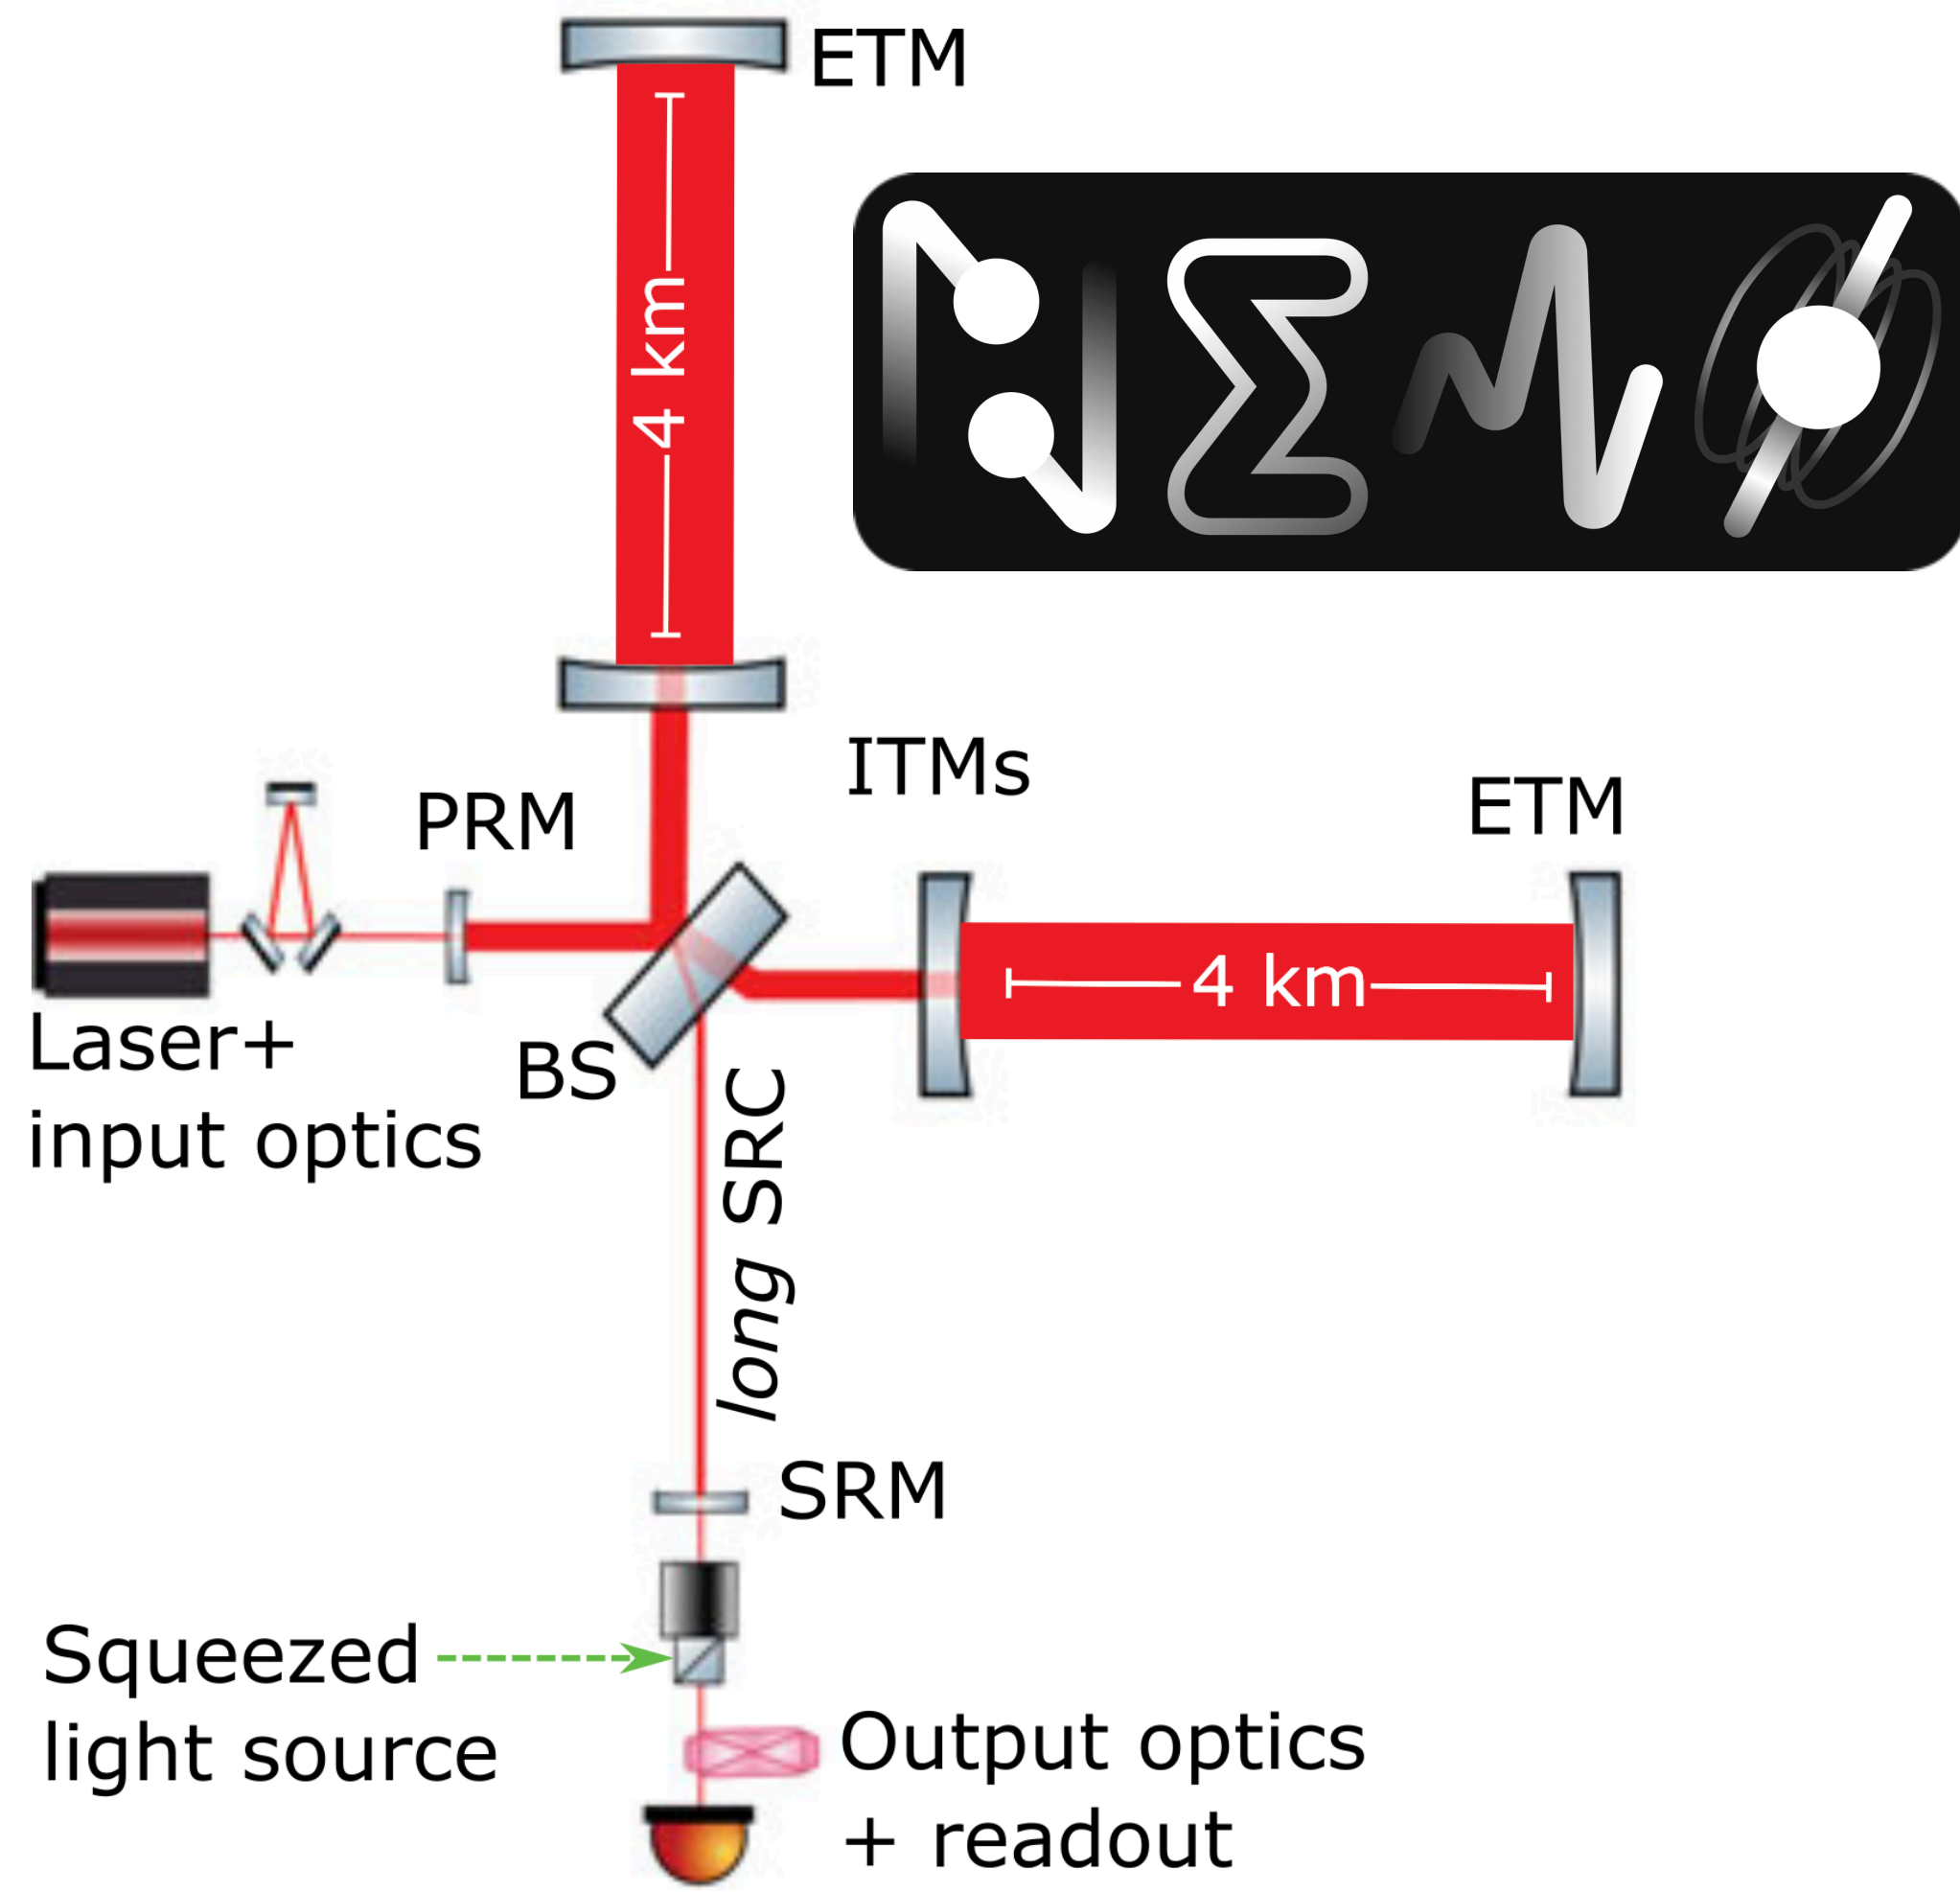 ETM
4 km
NEMO
ITMs
PRM
ETM
Laser+
input optics
BS
4 km
long SRC
SRM
Squeezed
light source
Output optics
+ readout